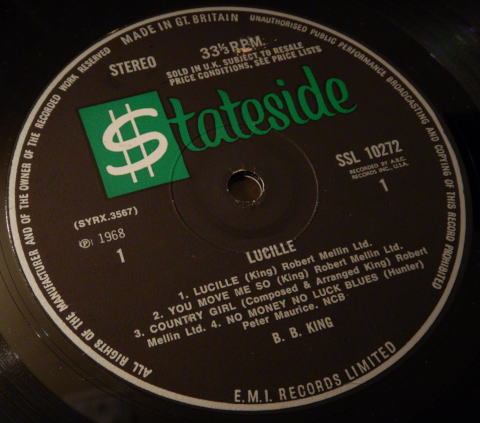 ALL RIGHTS OF THE MANUFACTURER AND OF THE OWNER OF THE RECORDED WORK RESERVED
MADE IN GT. BRITAIN
UNAUTHORISED PUBLIC PERFORMANCE BROADCASTING AND COPYING OF THIS RECORD PROHIBITED
STEREO
33⅓ R.P.M.
SOLD IN U.K. SUBJECT TO RESALE
PRICE CONDITIONS, SEE PRICE LISTS
$tateside
SSL 10272
RECORDED BY A.B.C.
RECORDS INC., U.S.A.
1
(SYRX.3567)
Ⓟ 1968
1
LUCILLE
1. LUCILLE (King) Robert Mellin Ltd.
2. YOU MOVE ME SO (King) Robert Mellin Ltd.
3. COUNTRY GIRL (Composed & Arranged King) Robert
Mellin Ltd. 4. NO MONEY NO LUCK BLUES (Hunter)
Peter Maurice. NCB
B. B. KING
E.M.I. RECORDS LIMITED